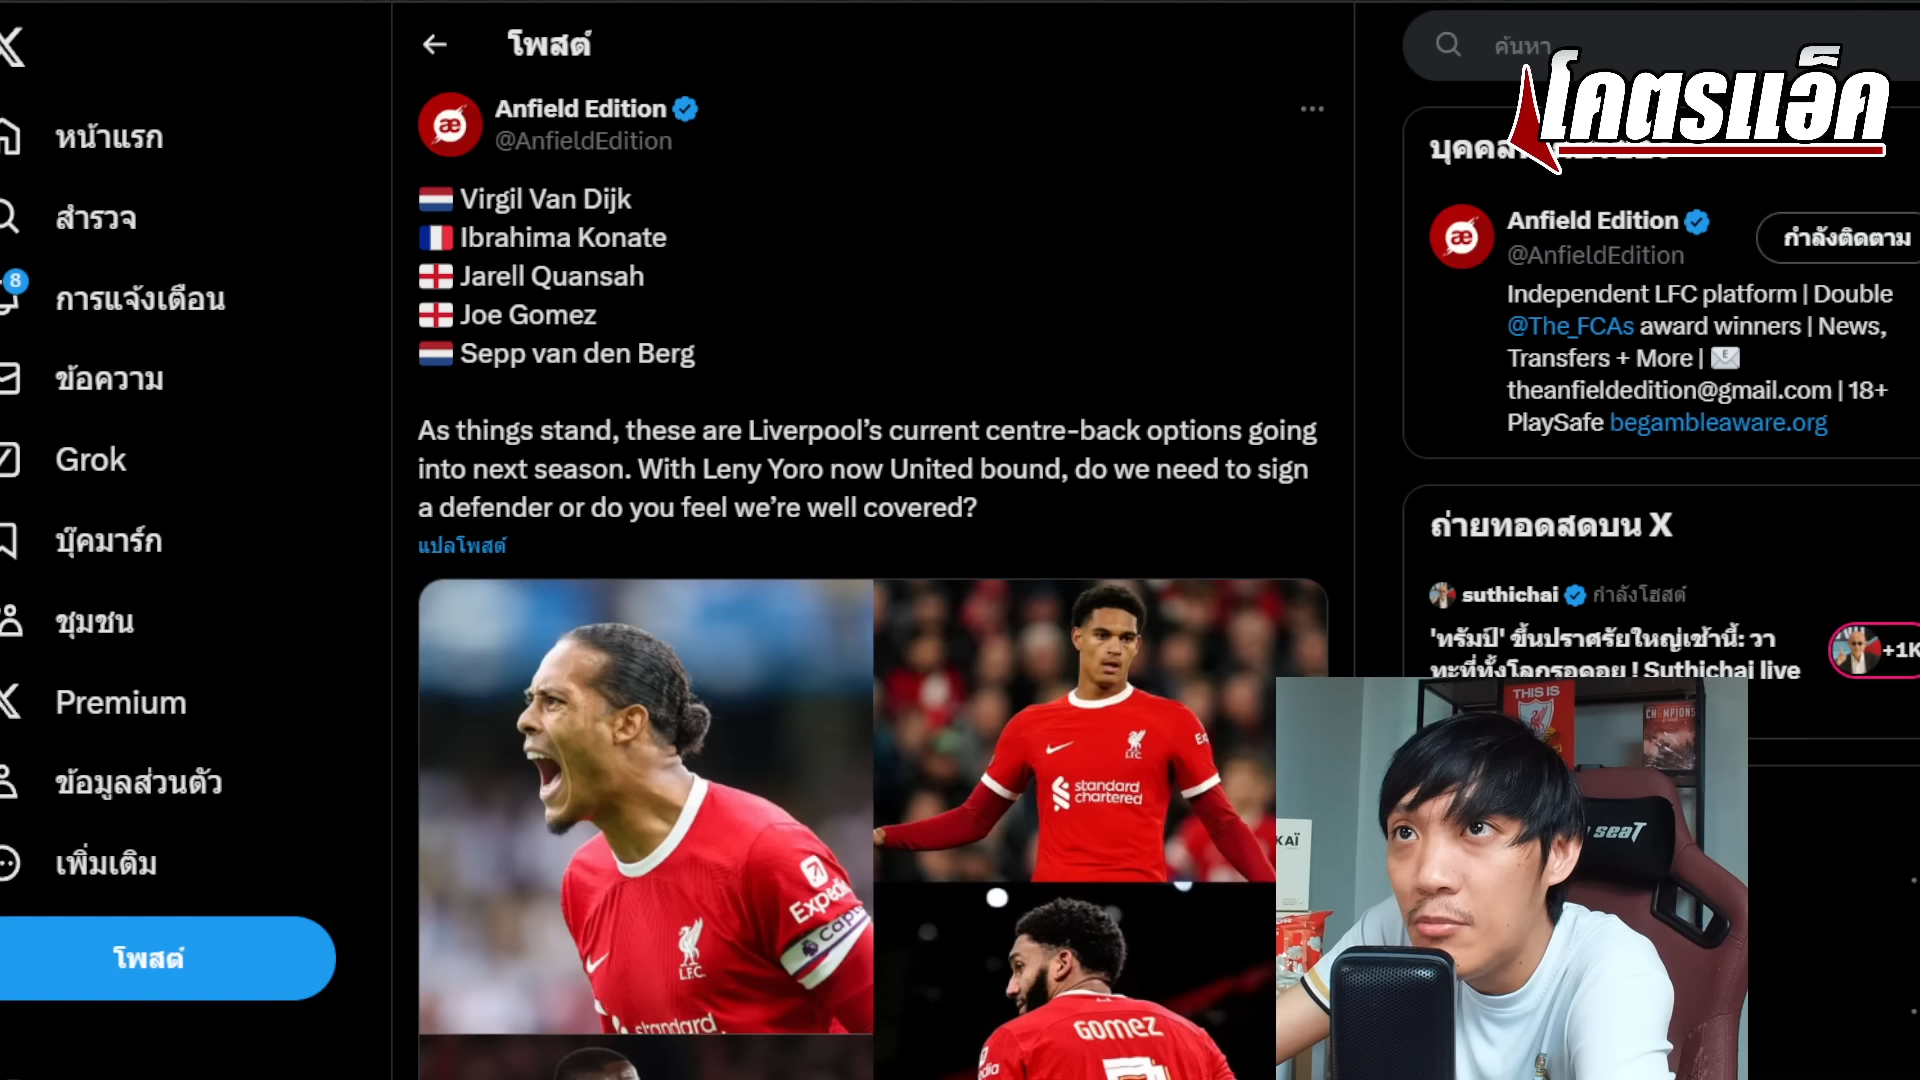 โพสต์
ค้นหา
โคตรแอ็ค
หน้าแรก
สำรวจ
8
การแจ้งเตือน
ข้อความ
Grok
บุ๊คมาร์ก
ชุมชน
Premium
ข้อมูลส่วนตัว
เพิ่มเติม
โพสต์
æ
Anfield Edition
@AnfieldEdition
Virgil Van Dijk
Ibrahima Konate
Jarell Quansah
Joe Gomez
Sepp van den Berg
As things stand, these are Liverpool’s current centre-back options going
into next season. With Leny Yoro now United bound, do we need to sign
a defender or do you feel we’re well covered?
แปลโพสต์
Expedia
L.F.C.
standard
L.F.C.
standard
chartered
GOMEZ
æ
Anfield Edition
@AnfieldEdition
กำลังติดตาม
Independent LFC platform | Double
@The_FCAs award winners | News,
Transfers + More |
theanfieldedition@gmail.com | 18+
PlaySafe begambleaware.org
ถ่ายทอดสดบน X
suthichai กำลังโฮสต์
'ทรัมป์' ขึ้นปราศรัยใหญ่เช้านี้: วา
ทะที่ทั้งโลกรอคอย ! Suthichai live
+1K
THIS IS
CHAMPIONS
KAÏ
seaT